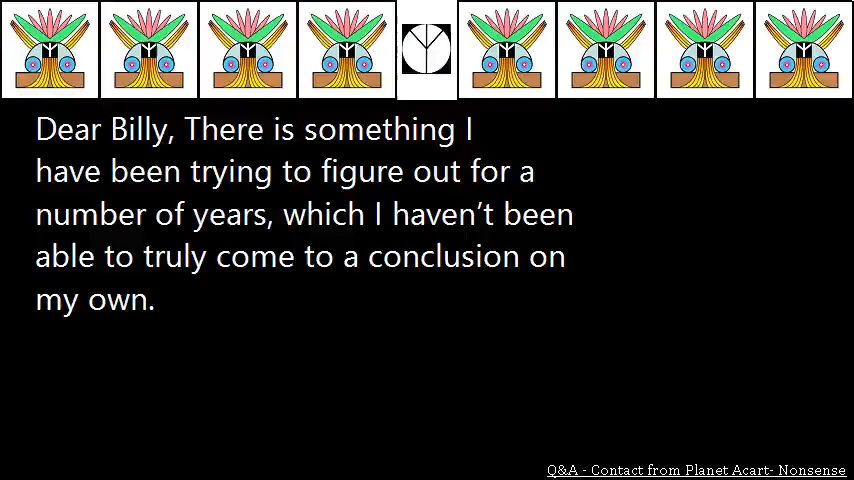 Dear Billy, There is something I
have been trying to figure out for a
number of years, which I haven’t been
able to truly come to a conclusion on
my own.
Q&A - Contact from Planet Acart- Nonsense